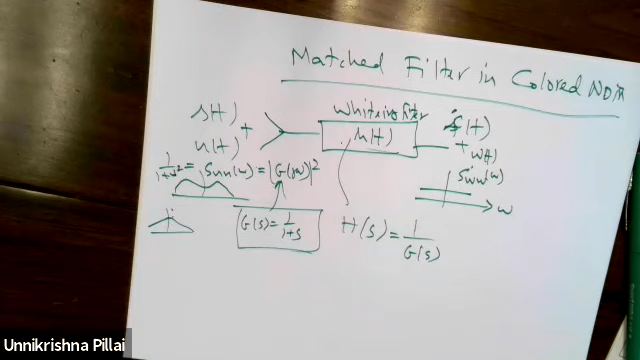 Matched Filter in Colored Noise
s(t) + n(t)
Whitening filter
h(t)
s(t) + w(t)
1/(1+ω²) = Snn(ω) = |G(jω)|²
Sww(ω)
ω
G(s) = 1/(1+s)
H(s) = 1/G(s)
Unnikrishna Pillai